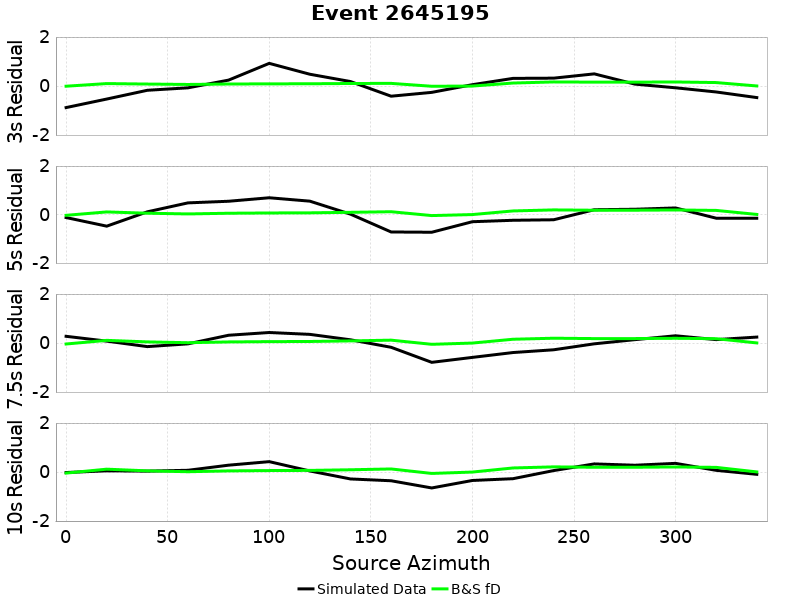 Event 2645195
3s Residual
2
0
-2
5s Residual
2
0
-2
7.5s Residual
2
0
-2
10s Residual
2
0
-2
0 50 100 150 200 250 300
Source Azimuth
Simulated Data B&S fD